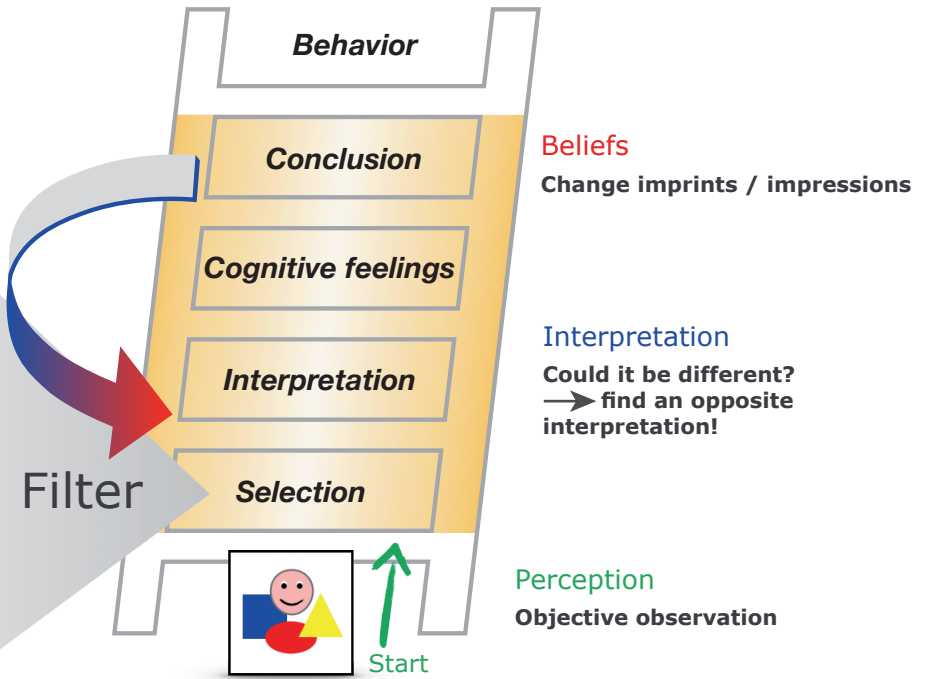 Behavior
Conclusion
Beliefs
Change imprints / impressions
Cognitive feelings
Interpretation
Interpretation
Could it be different?
find an opposite
interpretation!
Filter
Selection
Perception
Objective observation
Start